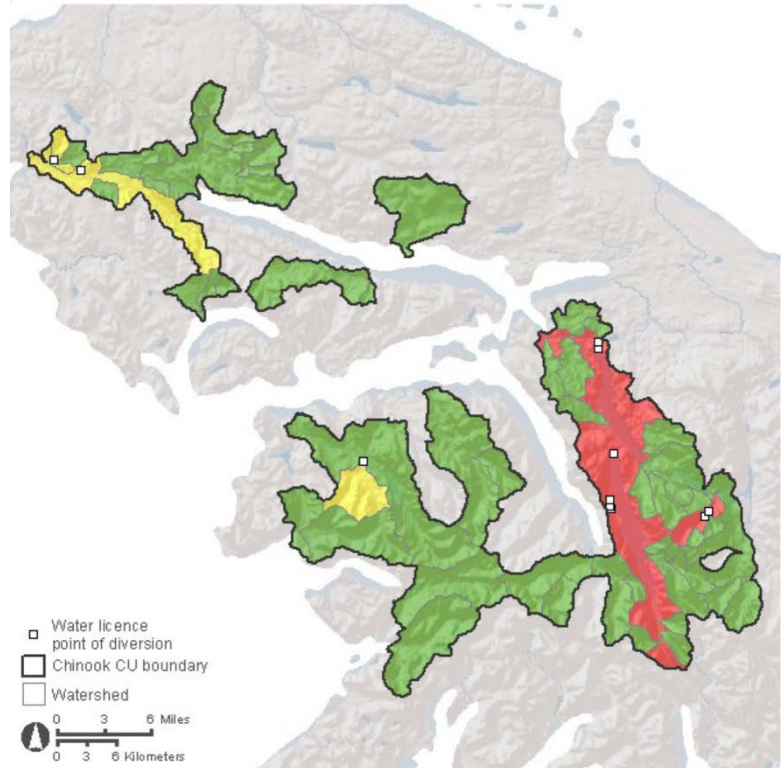 Water licence
point of diversion
Chinook CU boundary
Watershed
0 3 6 Miles
0 3 6 Kilometers